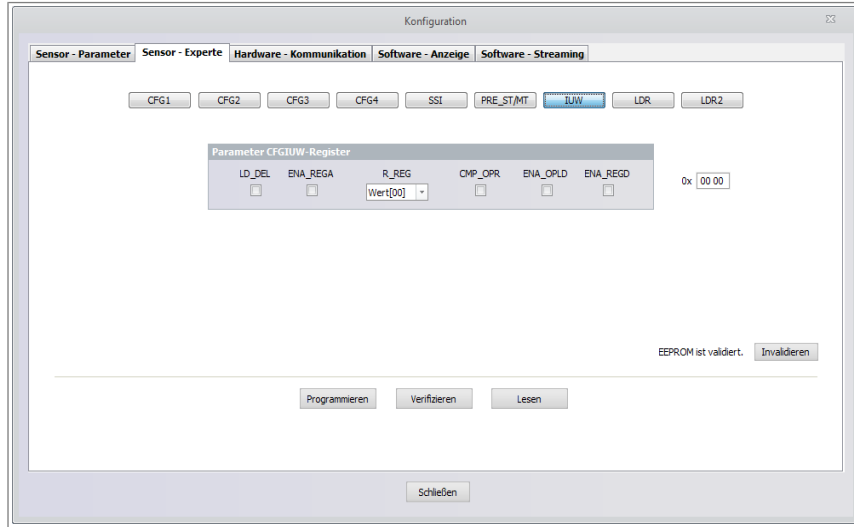 Konfiguration
Sensor - Parameter Sensor - Experte Hardware - Kommunikation Software - Anzeige Software - Streaming
CFG1 CFG2 CFG3 CFG4 SSI PRE_ST/MT IUW LDR LDR2
Parameter CFGIUW-Register
LD_DEL ENA_REGA R_REG CMP_OPR ENA_OPLD ENA_REGD
Wert[00]
0x 00 00
EEPROM ist validiert. Invalidieren
Programmieren Verifizieren Lesen
Schließen